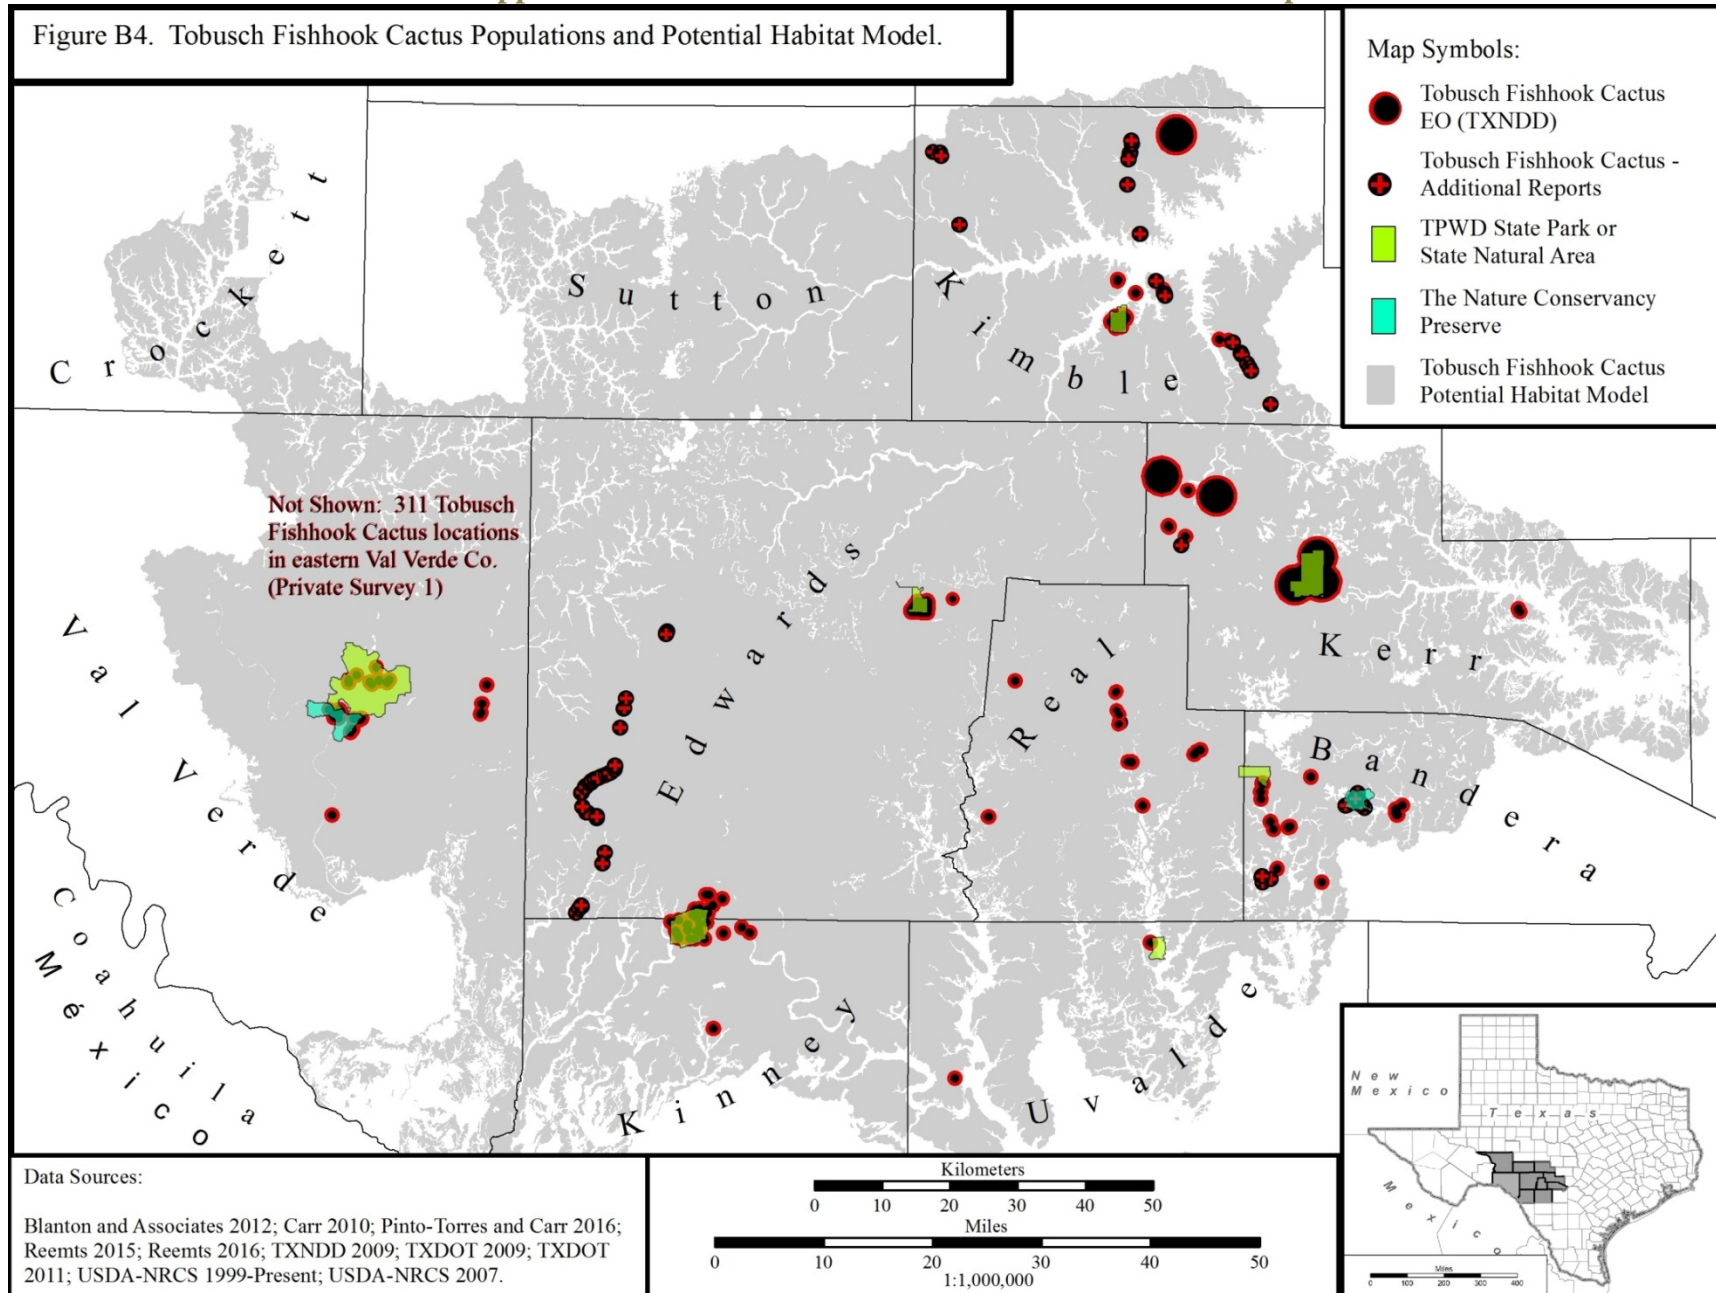 Figure B4. Tobusch Fishhook Cactus Populations and Potential Habitat Model.
Map Symbols:
Tobusch Fishhook Cactus
EO (TXNDD)
Tobusch Fishhook Cactus -
Additional Reports
TPWD State Park or
State Natural Area
The Nature Conservancy
Preserve
Tobusch Fishhook Cactus
Potential Habitat Model
Crockett
Sutton
Kimble
Not Shown: 311 Tobusch
Fishhook Cactus locations
in eastern Val Verde Co.
(Private Survey 1)
Val Verde
Edwards
Real
Kerr
Bandera
Coahuila
México
Kinney
Uvalde
Data Sources:
Blanton and Associates 2012; Carr 2010; Pinto-Torres and Carr 2016;
Reemts 2015; Reemts 2016; TXNDD 2009; TXDOT 2009; TXDOT
2011; USDA-NRCS 1999-Present; USDA-NRCS 2007.
Kilometers
0 10 20 30 40 50
Miles
0 10 20 30 40 50
1:1,000,000
New
Mexico
Texas
Mexico
Miles
0 100 200 300 400